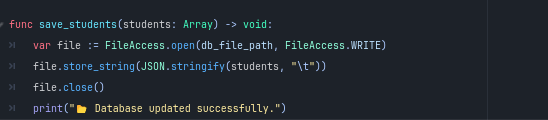 func save_students(students: Array) -> void:
var file := FileAccess.open(db_file_path, FileAccess.WRITE)
file.store_string(JSON.stringify(students, "\t"))
file.close()
print("📂 Database updated successfully.")